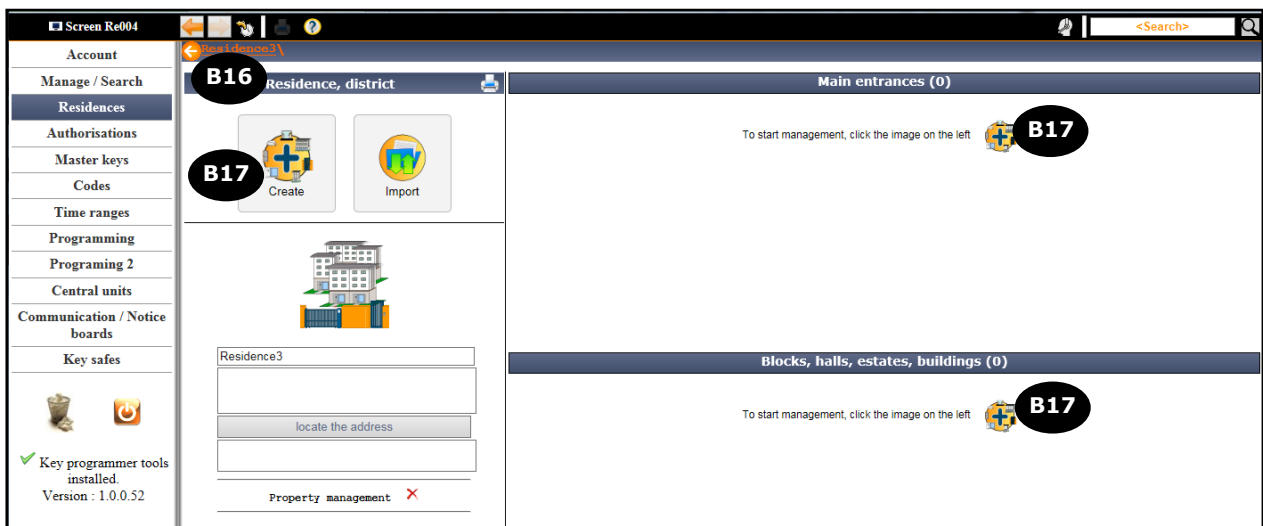 Screen Re004
<Search>
Account
Manage / Search
Residences
Authorisations
Master keys
Codes
Time ranges
Programming
Programing 2
Central units
Communication / Notice
boards
Key safes
Key programmer tools
installed.
Version : 1.0.0.52
Residence3\
B16
Residence, district
B17
Create
Import
Residence3
locate the address
Property management
Main entrances (0)
To start management, click the image on the left
B17
Blocks, halls, estates, buildings (0)
To start management, click the image on the left
B17